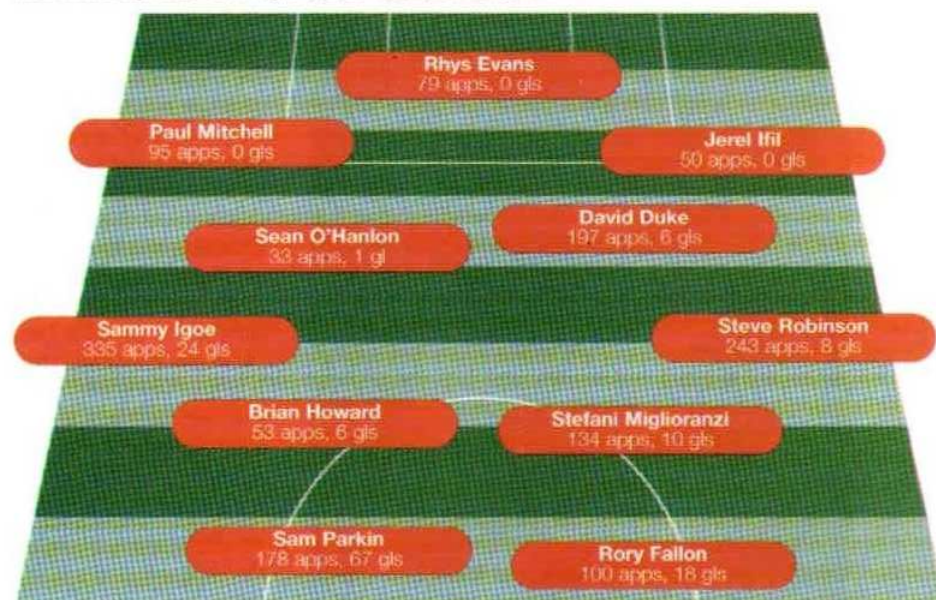 Rhys Evans
79 apps, 0 gls
Paul Mitchell
95 apps, 0 gls
Jerel Ifil
50 apps, 0 gls
David Duke
197 apps, 6 gls
Sean O'Hanlon
33 apps, 1 gl
Sammy Igoe
335 apps, 24 gls
Steve Robinson
243 apps, 8 gls
Brian Howard
53 apps, 6 gls
Stefani Miglioranzi
134 apps, 10 gls
Sam Parkin
178 apps, 67 gls
Rory Fallon
100 apps, 18 gls